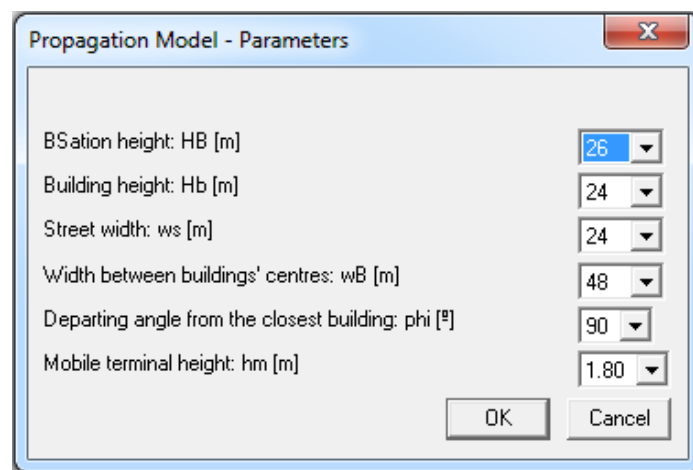 Propagation Model - Parameters
BSation height: HB [m] 26
Building height: Hb [m] 24
Street width: ws [m] 24
Width between buildings' centres: wB [m] 48
Departing angle from the closest building: phi [º] 90
Mobile terminal height: hm [m] 1.80
OK Cancel